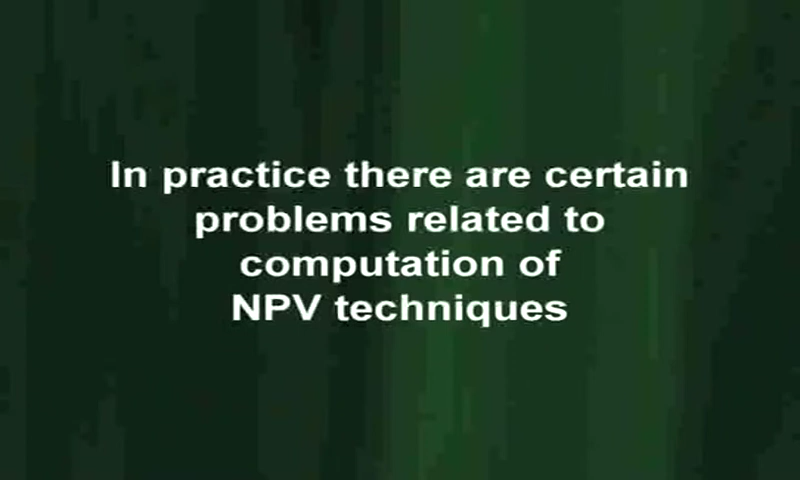 In practice there are certain
problems related to
computation of
NPV techniques